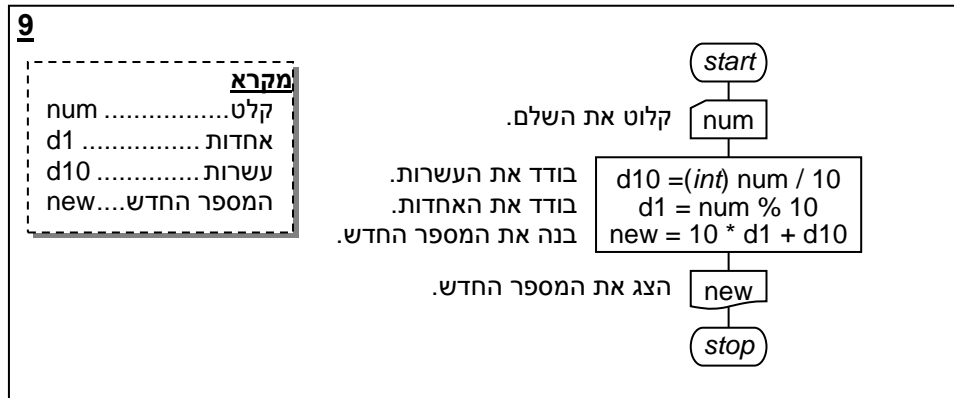 9
מקרא
קלט.................num
אחדות ................d1
עשרות..............d10
המספר החדש....new
start
קלוט את השלם.
num
בודד את העשרות.
d10 =(int) num / 10
בודד את האחדות.
d1 = num % 10
בנה את המספר החדש.
new = 10 * d1 + d10
הצג את המספר החדש.
new
stop